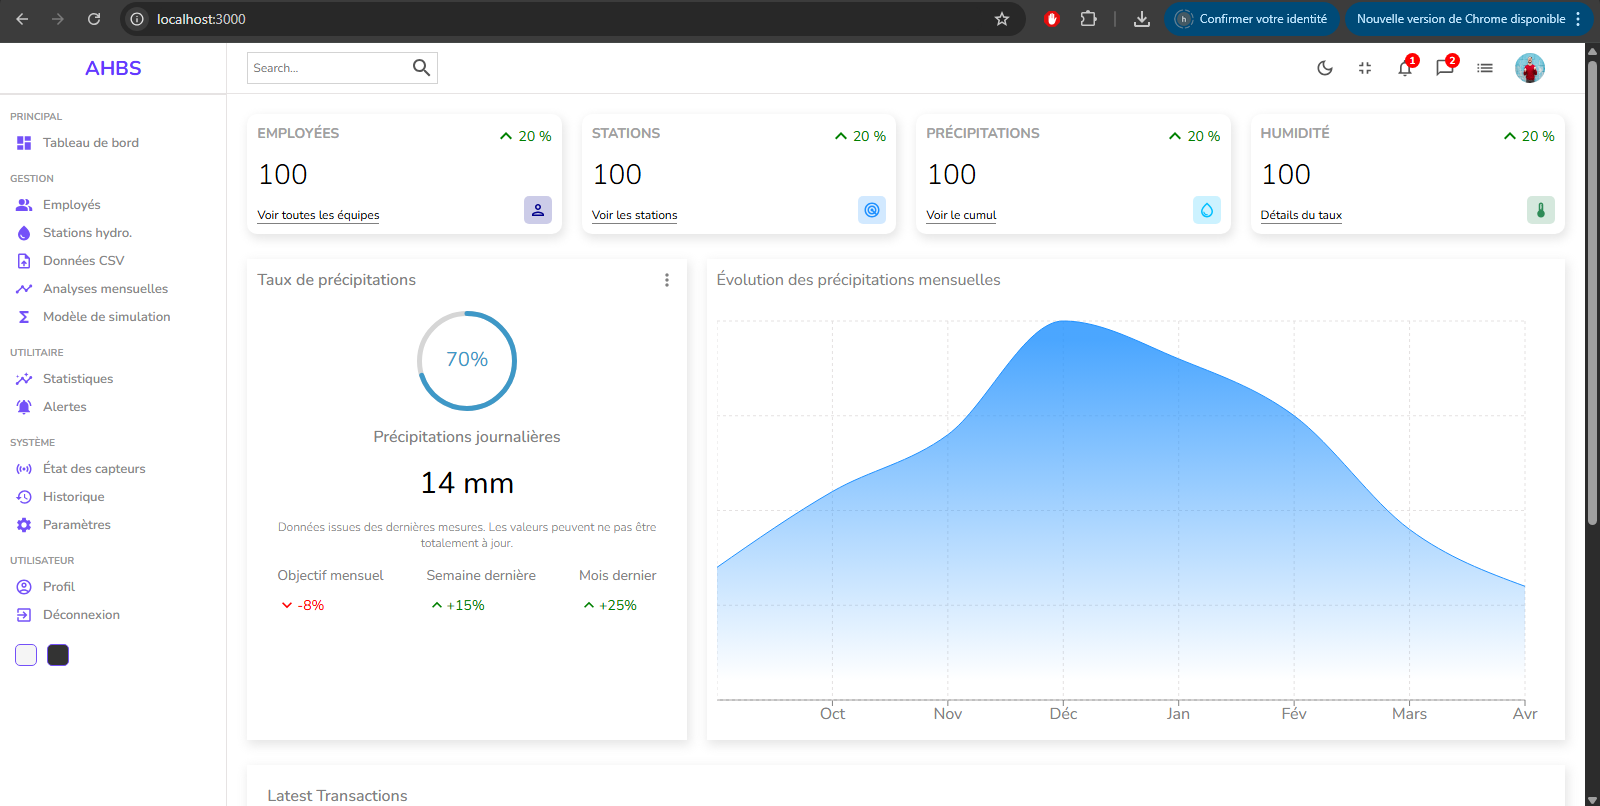 localhost:3000
Confirmer votre identité
Nouvelle version de Chrome disponible
AHBS
Search...
1
2
PRINCIPAL
Tableau de bord
GESTION
Employés
Stations hydro.
Données CSV
Analyses mensuelles
Modèle de simulation
UTILITAIRE
Statistiques
Alertes
SYSTÈME
État des capteurs
Historique
Paramètres
UTILISATEUR
Profil
Déconnexion
EMPLOYÉES
20 %
100
Voir toutes les équipes
STATIONS
20 %
100
Voir les stations
PRÉCIPITATIONS
20 %
100
Voir le cumul
HUMIDITÉ
20 %
100
Détails du taux
Taux de précipitations
70%
Précipitations journalières
14 mm
Données issues des dernières mesures. Les valeurs peuvent ne pas être
totalement à jour.
Objectif mensuel
-8%
Semaine dernière
+15%
Mois dernier
+25%
Évolution des précipitations mensuelles
Oct Nov Déc Jan Fév Mars Avr
Latest Transactions